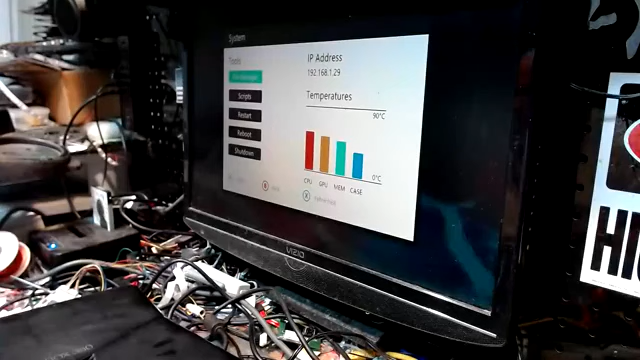 System
Tools
Scripts
Restart
Reboot
Shutdown
IP Address
192.168.1.29
Temperatures
90°C
0°C
CPU GPU MEM CASE
VIZIO